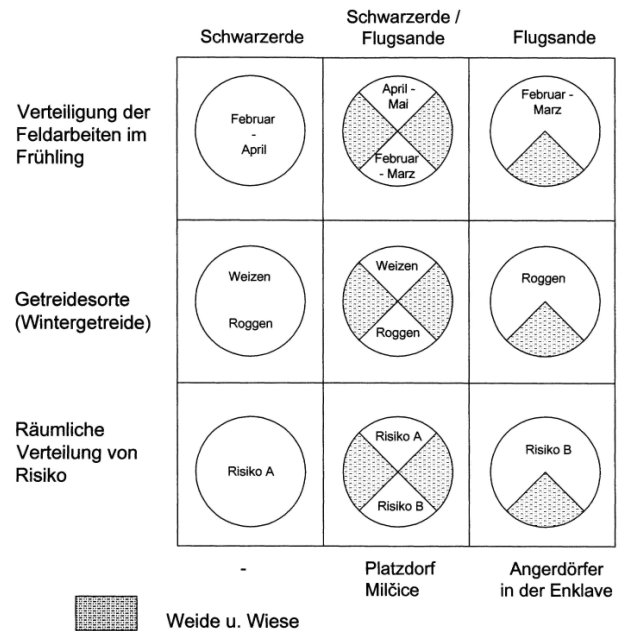 Schwarzerde
Schwarzerde /
Flugsande
Flugsande
Verteiligung der
Feldarbeiten im
Frühling
Februar
-
April
April -
Mai
Februar
- Marz
Februar -
Marz
Getreidesorte
(Wintergetreide)
Weizen
Roggen
Weizen
Roggen
Roggen
Räumliche
Verteilung von
Risiko
Risiko A
Risiko A
Risiko B
Risiko B
-
Platzdorf
Milčice
Angerdörfer
in der Enklave
Weide u. Wiese